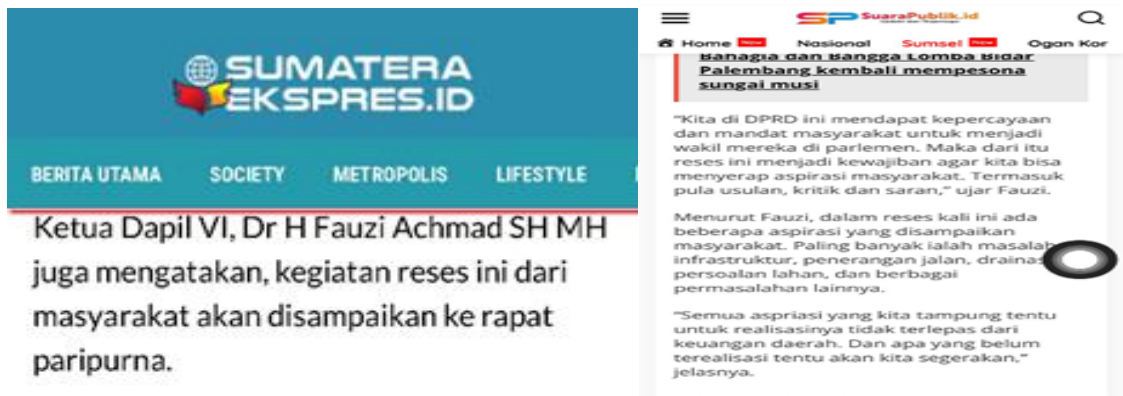 SUMATERA
EKSPRES.ID
BERITA UTAMA SOCIETY METROPOLIS LIFESTYLE
Ketua Dapil VI, Dr H Fauzi Achmad SH MH
juga mengatakan, kegiatan reses ini dari
masyarakat akan disampaikan ke rapat
paripurna.
SP SuaraPublik.id
Home New Nasional Sumsel New Ogan Kor
Bahagia dan Bangga Lomba Bidar
Palembang kembali mempesona
sungai musi
"Kita di DPRD ini mendapat kepercayaan
dan mandat masyarakat untuk menjadi
wakil mereka di parlemen. Maka dari itu
reses ini menjadi kewajiban agar kita bisa
menyerap aspirasi masyarakat. Termasuk
pula usulan, kritik dan saran," ujar Fauzi.
Menurut Fauzi, dalam reses kali ini ada
beberapa aspirasi yang disampaikan
masyarakat. Paling banyak ialah masalah
infrastruktur, penerangan jalan, drainas
persoalan lahan, dan berbagai
permasalahan lainnya.
"Semua aspriasi yang kita tampung tentu
untuk realisasinya tidak terlepas dari
keuangan daerah. Dan apa yang belum
terealisasi tentu akan kita segerakan,"
jelasnya.